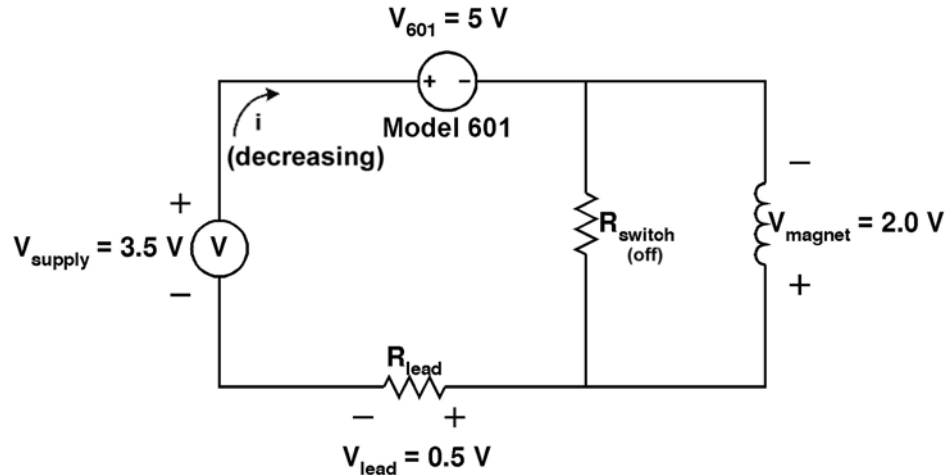 V601 = 5 V
+ −
Model 601
i
(decreasing)
+
Vsupply = 3.5 V
V
−
Rswitch
(off)
−
Vmagnet = 2.0 V
+
Rlead
− +
Vlead = 0.5 V